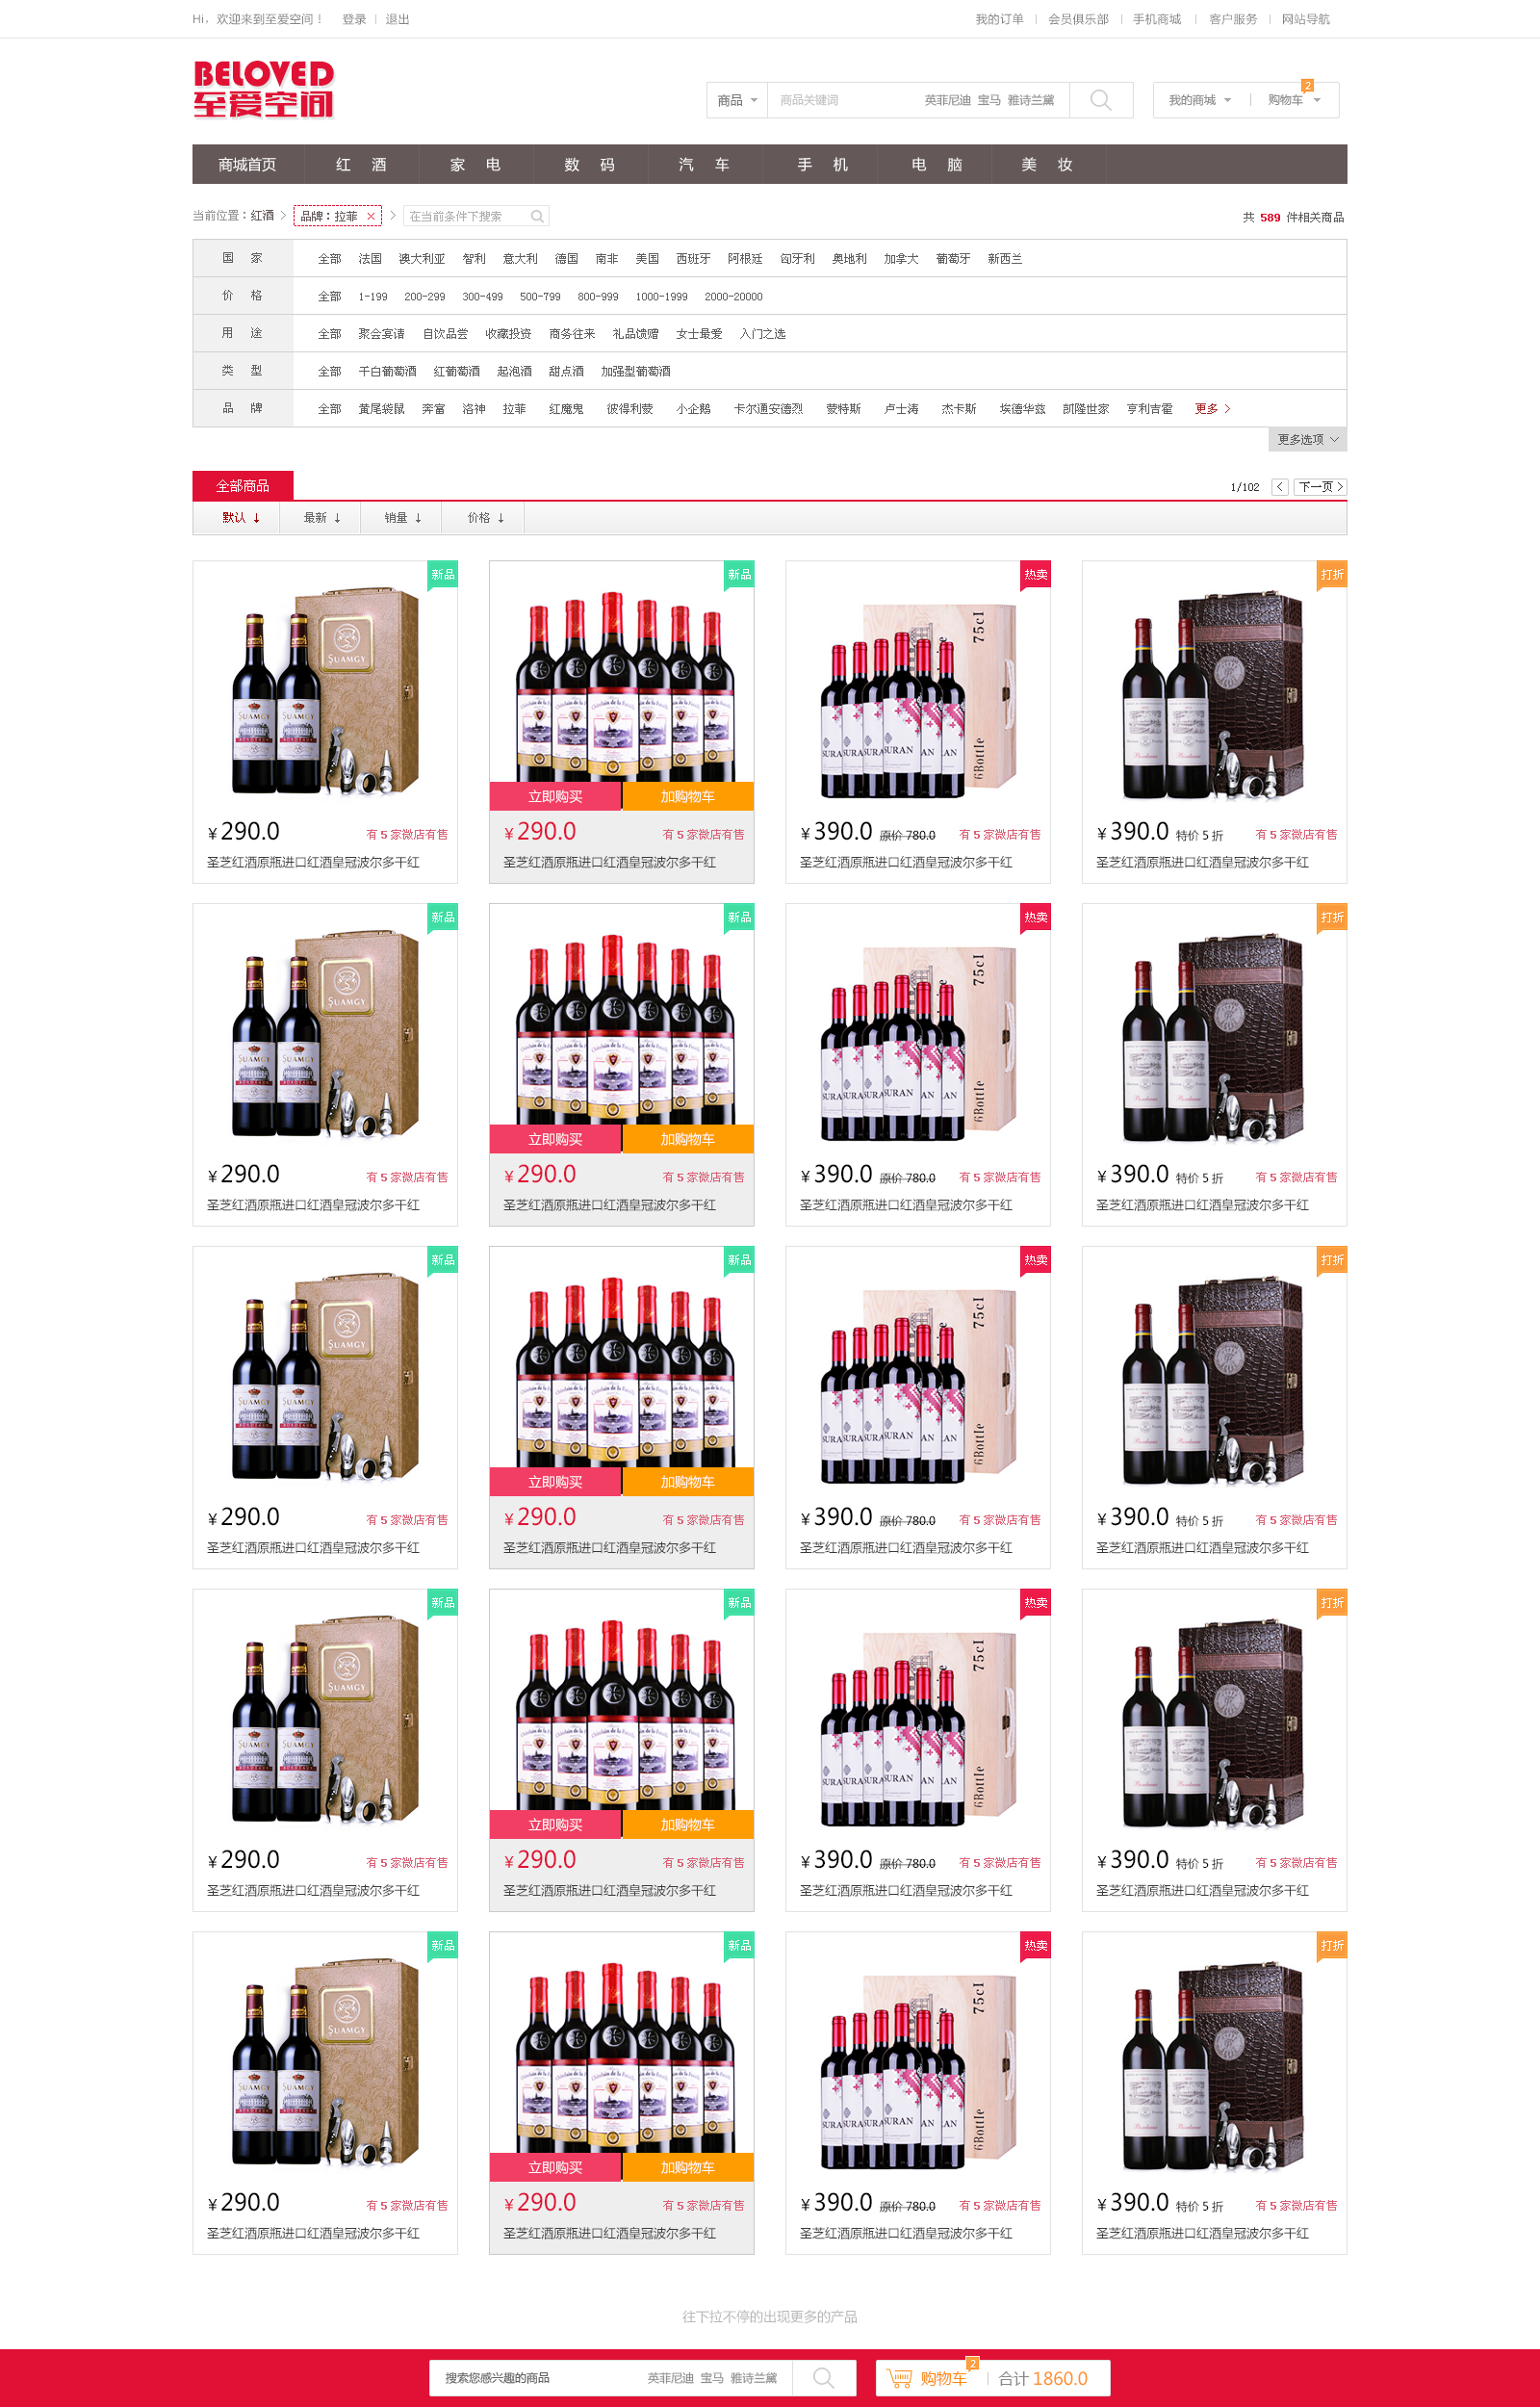 Hi，欢迎来到至爱空间！ 登录 | 退出 我的订单 | 会员俱乐部 | 手机商城 | 客户服务 | 网站导航
BELOVED
至爱空间
商品 商品关键词 英菲尼迪 宝马 雅诗兰黛 我的商城 | 购物车 2
商城首页 红 酒 家 电 数 码 汽 车 手 机 电 脑 美 妆
当前位置：红酒 > 品牌：拉菲 × > 在当前条件下搜索 共 589 件相关商品
国 家 全部 法国 澳大利亚 智利 意大利 德国 南非 美国 西班牙 阿根廷 匈牙利 奥地利 加拿大 葡萄牙 新西兰
价 格 全部 1-199 200-299 300-499 500-799 800-999 1000-1999 2000-20000
用 途 全部 聚会宴请 自饮品尝 收藏投资 商务往来 礼品馈赠 女士最爱 入门之选
类 型 全部 干白葡萄酒 红葡萄酒 起泡酒 甜点酒 加强型葡萄酒
品 牌 全部 黄尾袋鼠 奔富 洛神 拉菲 红魔鬼 彼得利蒙 小企鹅 卡尔通安德烈 蒙特斯 卢士涛 杰卡斯 埃德华兹 凯隆世家 亨利吉霍 更多 >
更多选项
全部商品 1/102 < 下一页 >
默认 ↓ 最新 ↓ 销量 ↓ 价格 ↓
新品 新品 热卖 打折
SUAMGY
75cl
SUAMGY SUAMGY
SURAN
6Bottle
立即购买 加购物车
¥290.0 有 5 家微店有售 ¥290.0 有 5 家微店有售 ¥390.0 原价 780.0 有 5 家微店有售 ¥390.0 特价 5 折 有 5 家微店有售
圣芝红酒原瓶进口红酒皇冠波尔多干红 圣芝红酒原瓶进口红酒皇冠波尔多干红 圣芝红酒原瓶进口红酒皇冠波尔多干红 圣芝红酒原瓶进口红酒皇冠波尔多干红
新品 新品 热卖 打折
SUAMGY
75cl
SUAMGY SUAMGY
SURAN
6Bottle
立即购买 加购物车
¥290.0 有 5 家微店有售 ¥290.0 有 5 家微店有售 ¥390.0 原价 780.0 有 5 家微店有售 ¥390.0 特价 5 折 有 5 家微店有售
圣芝红酒原瓶进口红酒皇冠波尔多干红 圣芝红酒原瓶进口红酒皇冠波尔多干红 圣芝红酒原瓶进口红酒皇冠波尔多干红 圣芝红酒原瓶进口红酒皇冠波尔多干红
新品 新品 热卖 打折
SUAMGY
75cl
SUAMGY SUAMGY
SURAN
6Bottle
立即购买 加购物车
¥290.0 有 5 家微店有售 ¥290.0 有 5 家微店有售 ¥390.0 原价 780.0 有 5 家微店有售 ¥390.0 特价 5 折 有 5 家微店有售
圣芝红酒原瓶进口红酒皇冠波尔多干红 圣芝红酒原瓶进口红酒皇冠波尔多干红 圣芝红酒原瓶进口红酒皇冠波尔多干红 圣芝红酒原瓶进口红酒皇冠波尔多干红
新品 新品 热卖 打折
SUAMGY
75cl
SUAMGY SUAMGY
SURAN
6Bottle
立即购买 加购物车
¥290.0 有 5 家微店有售 ¥290.0 有 5 家微店有售 ¥390.0 原价 780.0 有 5 家微店有售 ¥390.0 特价 5 折 有 5 家微店有售
圣芝红酒原瓶进口红酒皇冠波尔多干红 圣芝红酒原瓶进口红酒皇冠波尔多干红 圣芝红酒原瓶进口红酒皇冠波尔多干红 圣芝红酒原瓶进口红酒皇冠波尔多干红
新品 新品 热卖 打折
SUAMGY
75cl
SUAMGY SUAMGY
SURAN
6Bottle
立即购买 加购物车
¥290.0 有 5 家微店有售 ¥290.0 有 5 家微店有售 ¥390.0 原价 780.0 有 5 家微店有售 ¥390.0 特价 5 折 有 5 家微店有售
圣芝红酒原瓶进口红酒皇冠波尔多干红 圣芝红酒原瓶进口红酒皇冠波尔多干红 圣芝红酒原瓶进口红酒皇冠波尔多干红 圣芝红酒原瓶进口红酒皇冠波尔多干红
往下拉不停的出现更多的产品
搜索您感兴趣的商品 英菲尼迪 宝马 雅诗兰黛 购物车 2 | 合计 1860.0